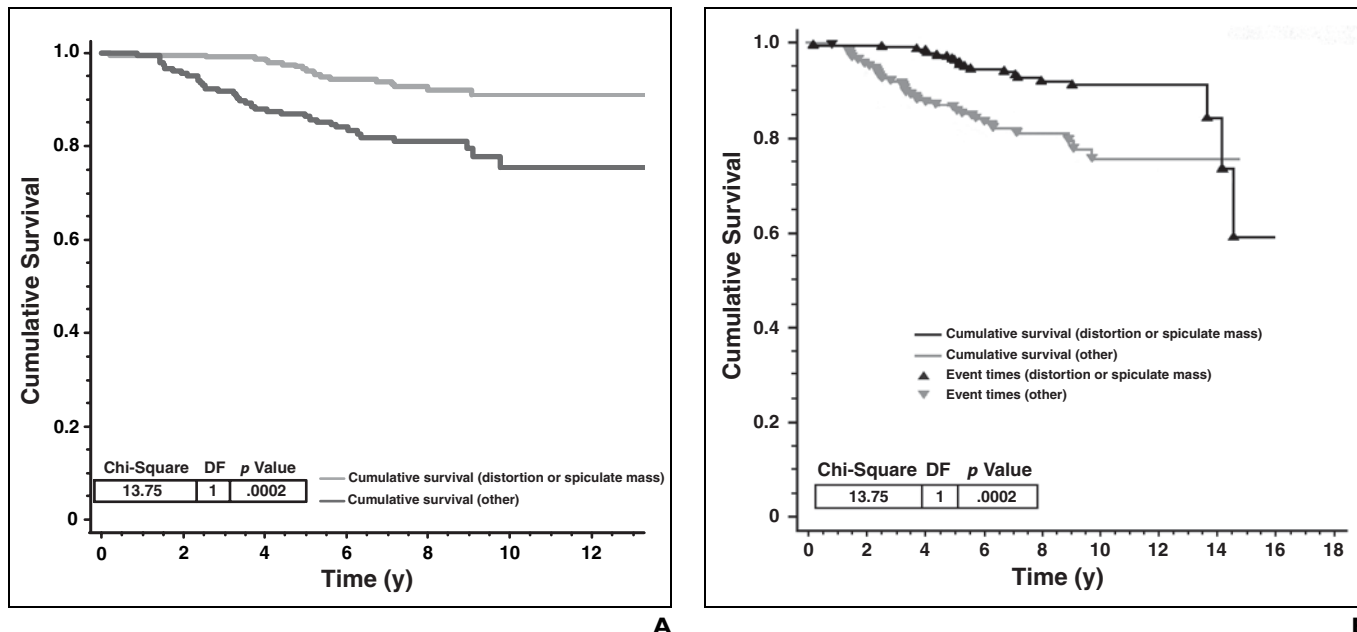 1.0
0.8
0.6
0.4
0.2
0
Cumulative Survival
Chi-Square DF p Value
13.75 1 .0002
Cumulative survival (distortion or spiculate mass)
Cumulative survival (other)
0 2 4 6 8 10 12
Time (y)
A
1.0
0.8
0.6
0.4
0.2
0
Cumulative Survival
Cumulative survival (distortion or spiculate mass)
Cumulative survival (other)
Event times (distortion or spiculate mass)
Event times (other)
Chi-Square DF p Value
13.75 1 .0002
0 2 4 6 8 10 12 14 16 18
Time (y)